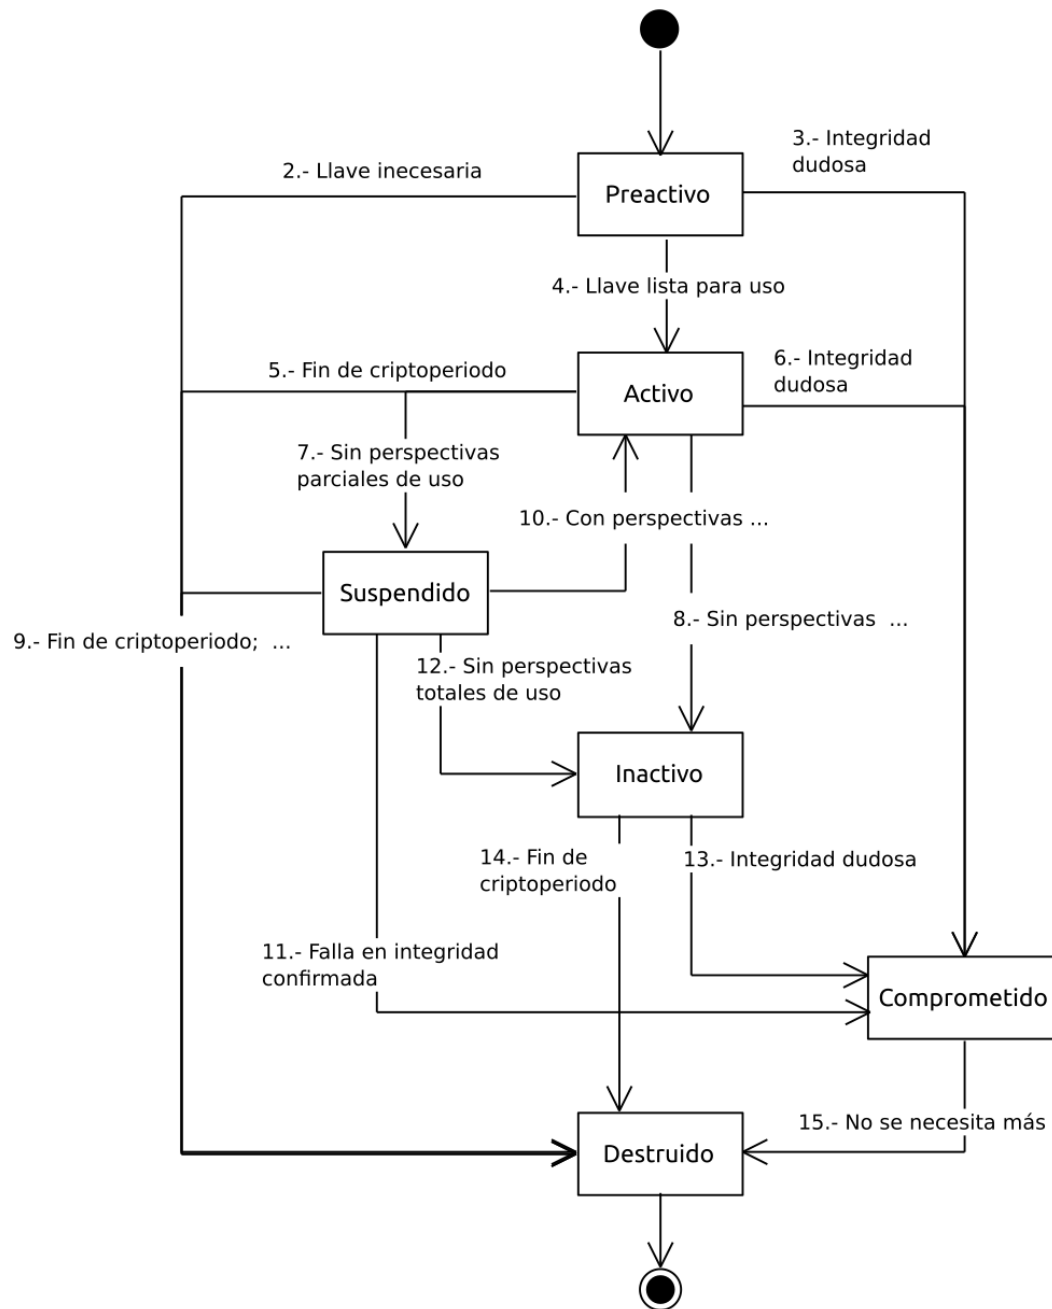 3.- Integridad
dudosa
2.- Llave inecesaria
Preactivo
4.- Llave lista para uso
6.- Integridad
dudosa
5.- Fin de criptoperiodo
Activo
7.- Sin perspectivas
parciales de uso
10.- Con perspectivas ...
Suspendido
8.- Sin perspectivas ...
9.- Fin de criptoperiodo; ...
12.- Sin perspectivas
totales de uso
Inactivo
14.- Fin de
criptoperiodo
13.- Integridad dudosa
11.- Falla en integridad
confirmada
Comprometido
15.- No se necesita más
Destruido